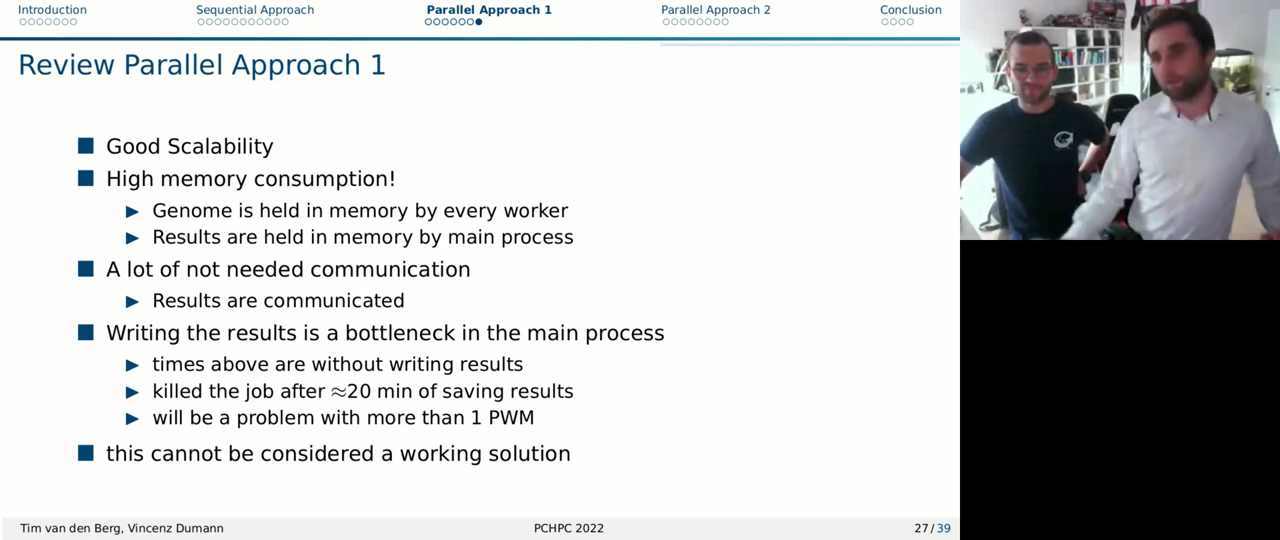 Introduction
Sequential Approach
Parallel Approach 1
Parallel Approach 2
Conclusion
Review Parallel Approach 1
Good Scalability
High memory consumption!
Genome is held in memory by every worker
Results are held in memory by main process
A lot of not needed communication
Results are communicated
Writing the results is a bottleneck in the main process
times above are without writing results
killed the job after ≈20 min of saving results
will be a problem with more than 1 PWM
this cannot be considered a working solution
Tim van den Berg, Vincenz Dumann
PCHPC 2022
27/39